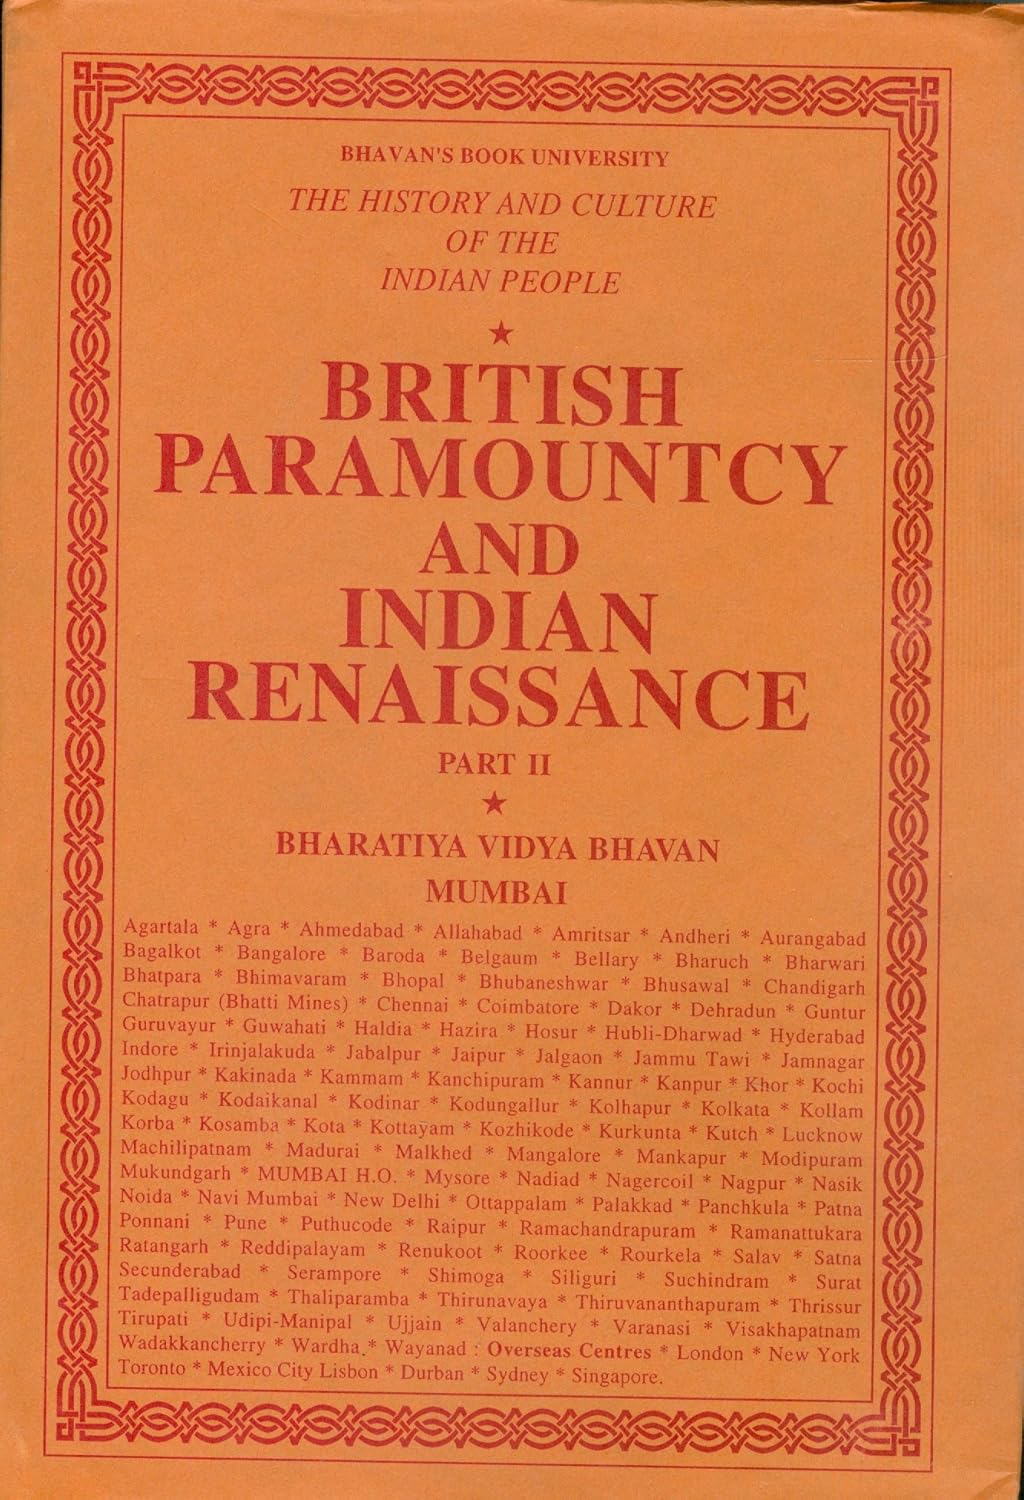 BHAVAN'S BOOK UNIVERSITY
THE HISTORY AND CULTURE
OF THE
INDIAN PEOPLE
★
BRITISH
PARAMOUNTCY
AND
INDIAN
RENAISSANCE
PART II
★
BHARATIYA VIDYA BHAVAN
MUMBAI
Agartala * Agra * Ahmedabad * Allahabad * Amritsar * Andheri * Aurangabad
Bagalkot * Bangalore * Baroda * Belgaum * Bellary * Bharuch * Bharwari
Bhatpara * Bhimavaram * Bhopal * Bhubaneshwar * Bhusawal * Chandigarh
Chatrapur (Bhatti Mines) * Chennai * Coimbatore * Dakor * Dehradun * Guntur
Guruvayur * Guwahati * Haldia * Hazira * Hosur * Hubli-Dharwad * Hyderabad
Indore * Irinjalakuda * Jabalpur * Jaipur * Jalgaon * Jammu Tawi * Jamnagar
Jodhpur * Kakinada * Kammam * Kanchipuram * Kannur * Kanpur * Khor * Kochi
Kodagu * Kodaikanal * Kodinar * Kodungallur * Kolhapur * Kolkata * Kollam
Korba * Kosamba * Kota * Kottayam * Kozhikode * Kurkunta * Kutch * Lucknow
Machilipatnam * Madurai * Malkhed * Mangalore * Mankapur * Modipuram
Mukundgarh * MUMBAI H.O. * Mysore * Nadiad * Nagercoil * Nagpur * Nasik
Noida * Navi Mumbai * New Delhi * Ottappalam * Palakkad * Panchkula * Patna
Ponnani * Pune * Puthucode * Raipur * Ramachandrapuram * Ramanattukara
Ratangarh * Reddipalayam * Renukoot * Roorkee * Rourkela * Salav * Satna
Secunderabad * Serampore * Shimoga * Siliguri * Suchindram * Surat
Tadepalligudam * Thaliparamba * Thirunavaya * Thiruvananthapuram * Thrissur
Tirupati * Udipi-Manipal * Ujjain * Valanchery * Varanasi * Visakhapatnam
Wadakkancherry * Wardha.* Wayanad : Overseas Centres * London * New York
Toronto * Mexico City Lisbon * Durban * Sydney * Singapore.